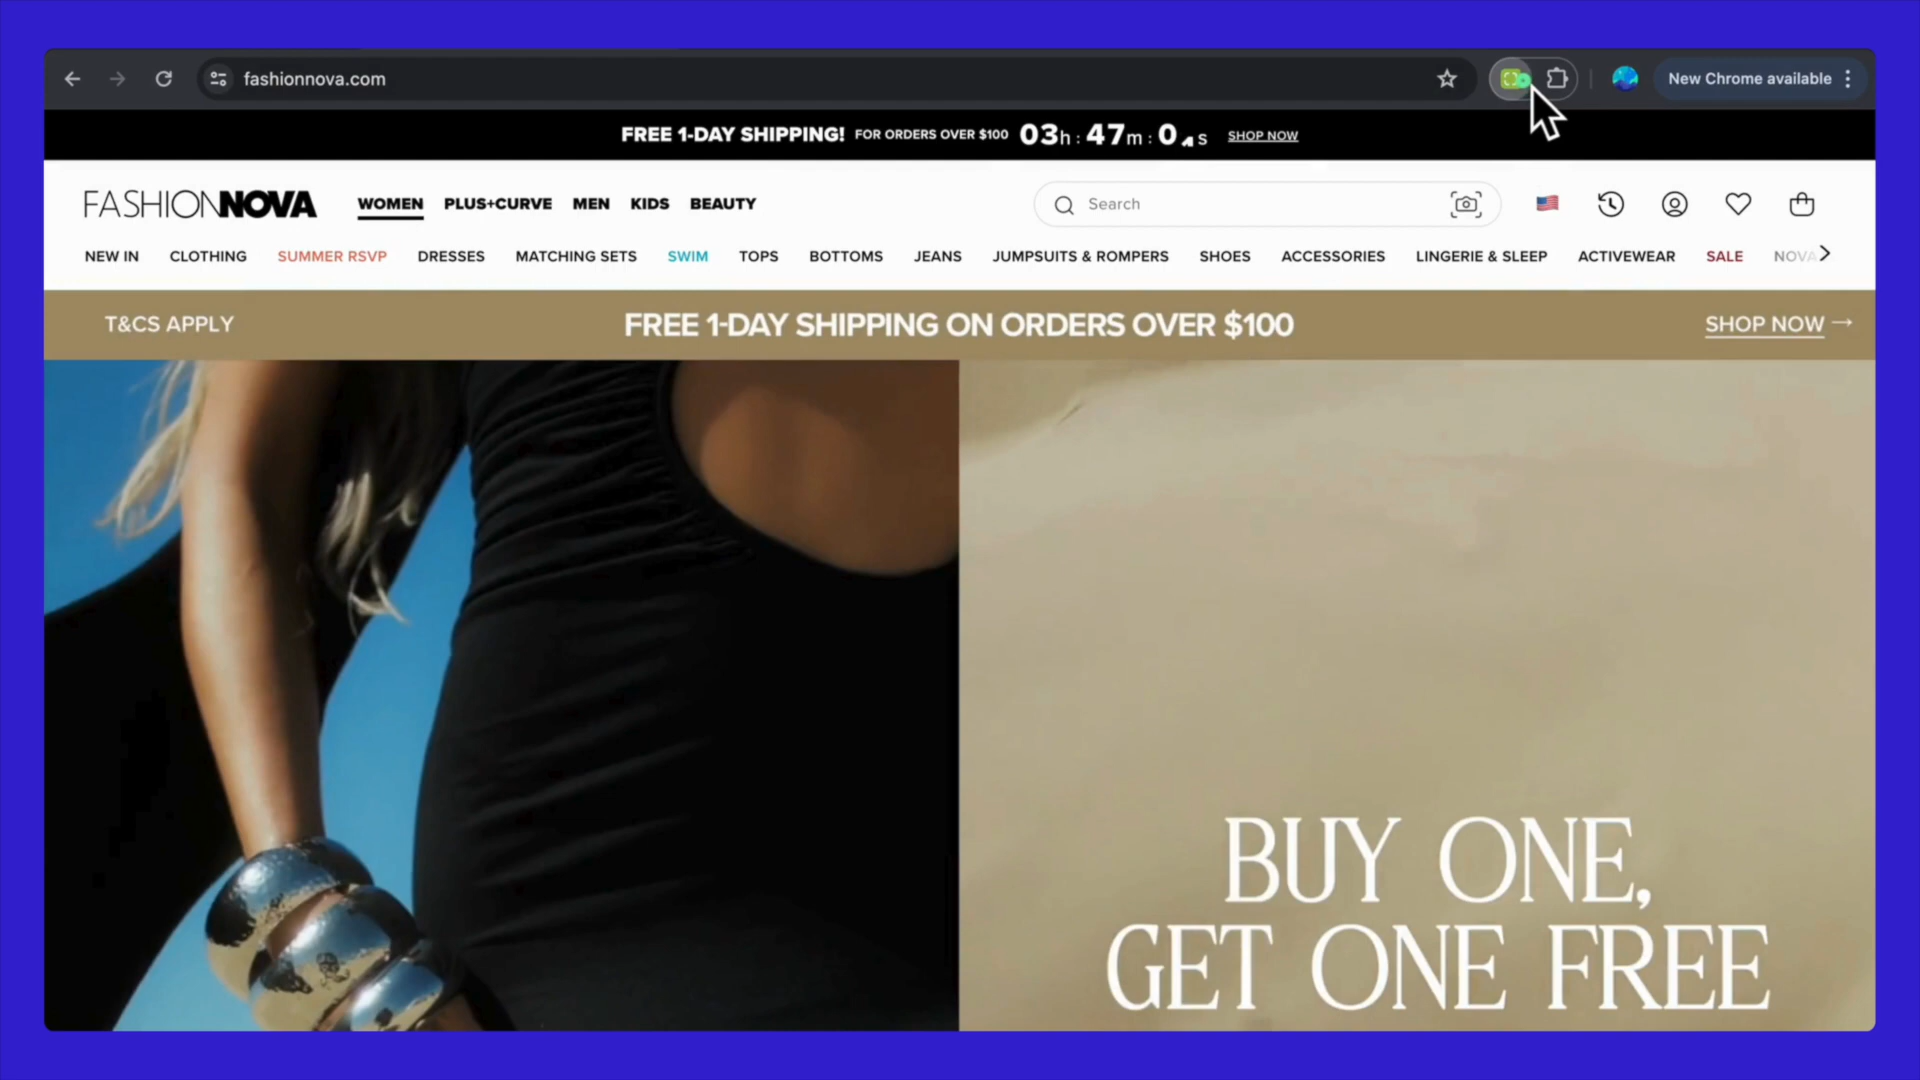 fashionnova.com
New Chrome available
FREE 1-DAY SHIPPING! FOR ORDERS OVER $100 03h : 47m : 0 s SHOP NOW
FASHIONNOVA WOMEN PLUS+CURVE MEN KIDS BEAUTY Search
NEW IN CLOTHING SUMMER RSVP DRESSES MATCHING SETS SWIM TOPS BOTTOMS JEANS JUMPSUITS & ROMPERS SHOES ACCESSORIES LINGERIE & SLEEP ACTIVEWEAR SALE NOVA
T&CS APPLY FREE 1-DAY SHIPPING ON ORDERS OVER $100 SHOP NOW →
BUY ONE,
GET ONE FREE